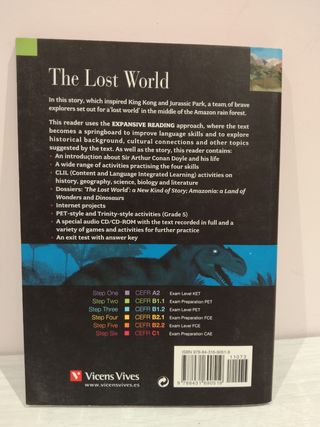 The Lost World
In this story, which inspired King Kong and Jurassic Park, a team of brave
explorers set out for a 'lost world' in the middle of the Amazon rain forest.
This reader uses the EXPANSIVE READING approach, where the text
becomes a springboard to improve language skills and to explore
historical background, cultural connections and other topics
suggested by the text. As well as the story, this reader contains:
• An introduction about Sir Arthur Conan Doyle and his life
• A wide range of activities practising the four skills
• CLIL (Content and Language Integrated Learning) activities on
history, geography, science, biology and literature
• Dossiers: 'The Lost World': a New Kind of Story; Amazonia: a Land of
Wonders and Dinosaurs
• Internet projects
• PET-style and Trinity-style activities (Grade 5)
• A special audio CD/CD-ROM with the text recorded in full and a
variety of games and activities for further practice
• An exit test with answer key
Step One CEFR A2 Exam Level KET
Step Two CEFR B1.1 Exam Preparation PET
Step Three CEFR B1.2 Exam Level PET
Step Four CEFR B2.1 Exam Preparation FCE
Step Five CEFR B2.2 Exam Level FCE
Step Six CEFR C1 Exam Preparation CAE
ISBN 978-84-316-9051-8
11073
9788431690518
Vicens Vives
www.vicensvives.es